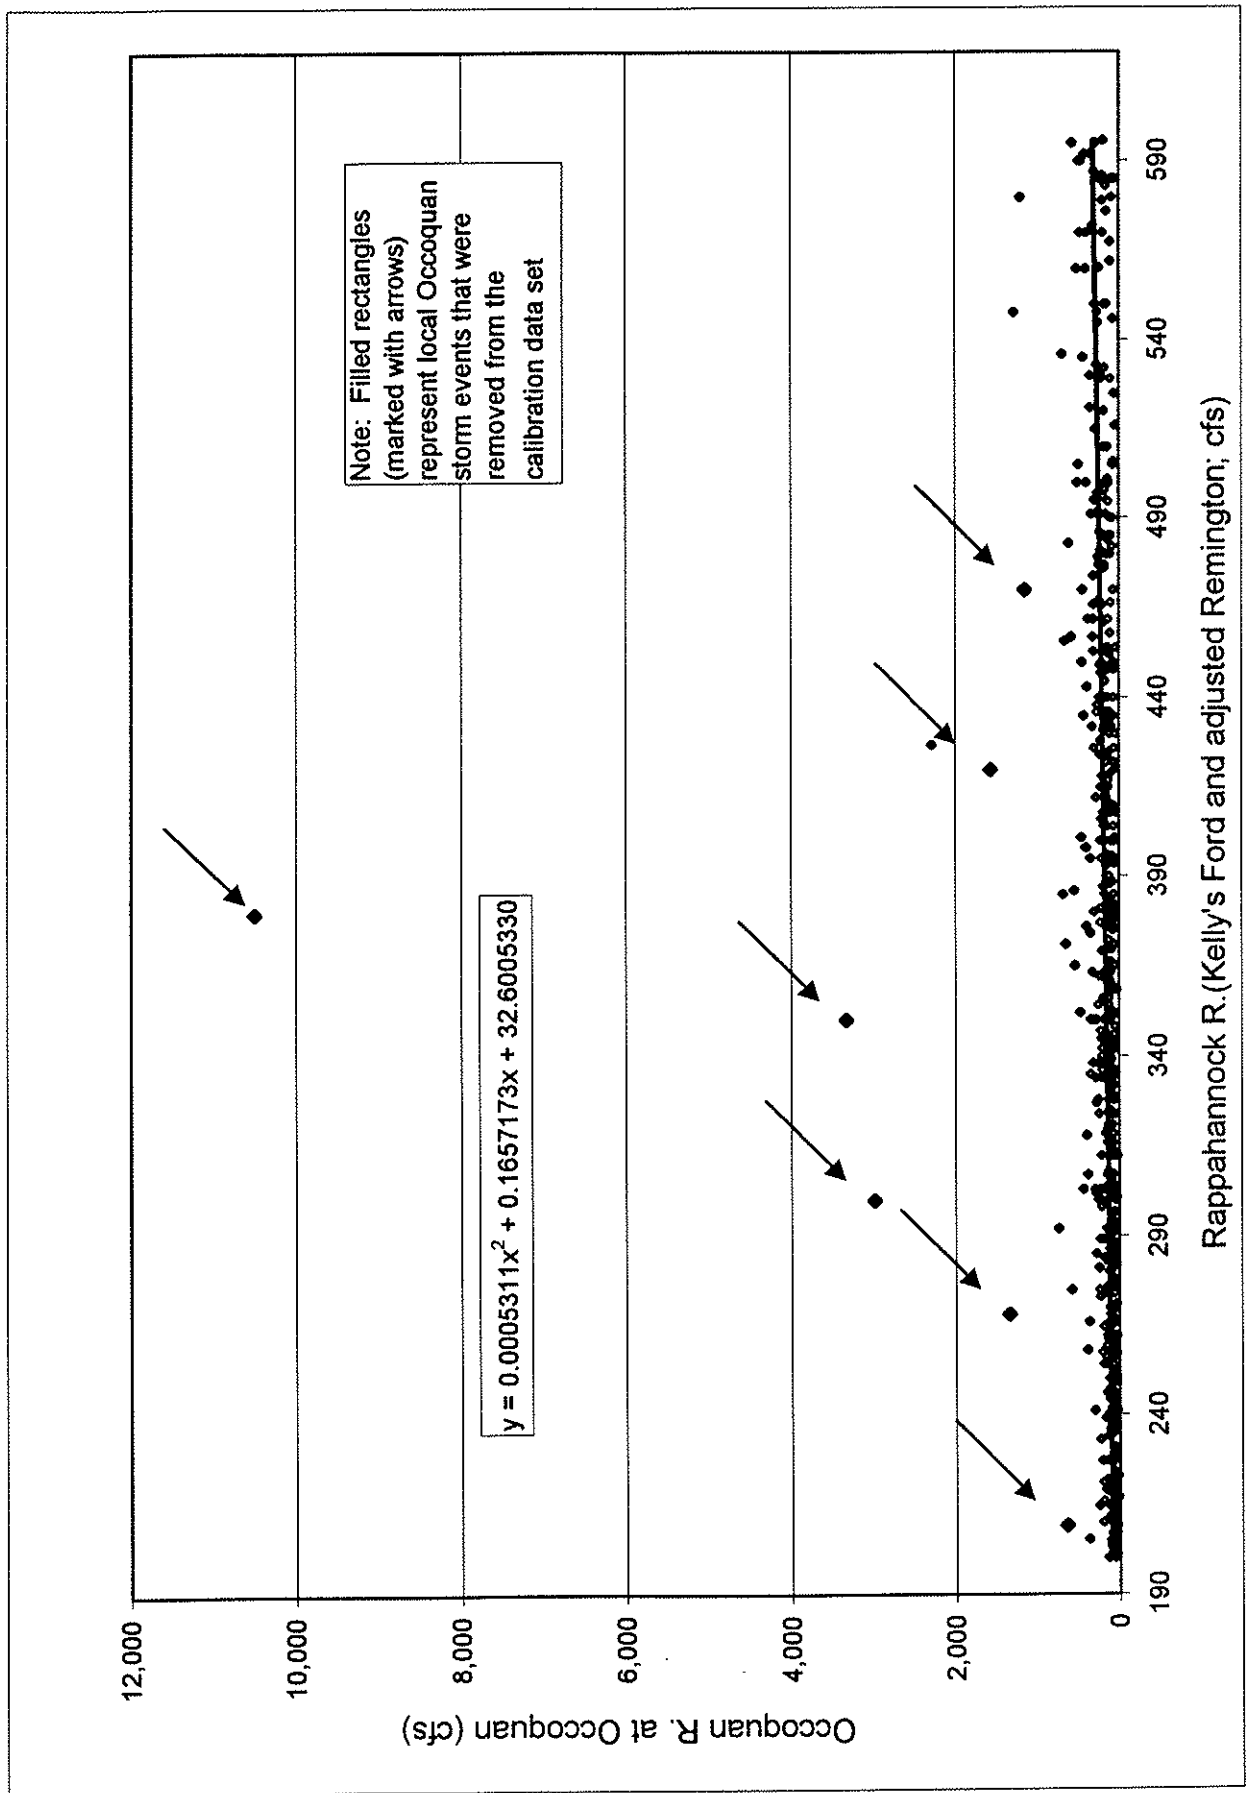 12,000
10,000
8,000
6,000
4,000
2,000
0
Occoquan R. at Occoquan (cfs)
Note: Filled rectangles
(marked with arrows)
represent local Occoquan
storm events that were
removed from the
calibration data set
y = 0.0005311x² + 0.1657173x + 32.6005330
190 240 290 340 390 440 490 540 590
Rappahannock R.(Kelly's Ford and adjusted Remington; cfs)